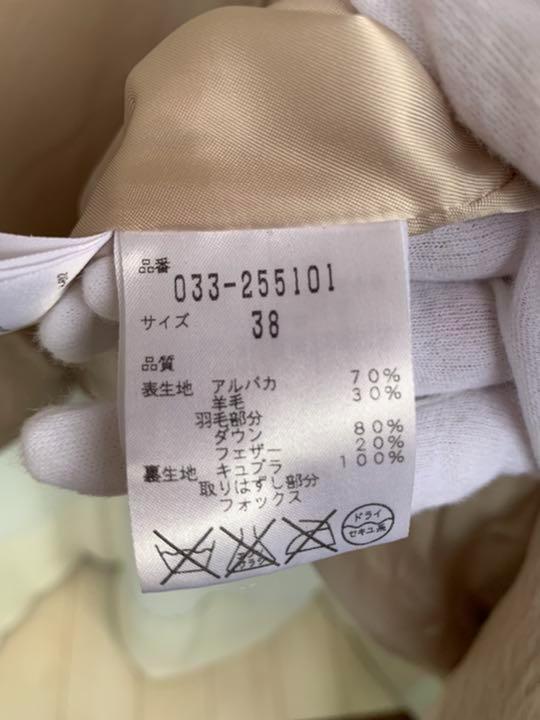 品番
033-255101
サイズ 38
品質
表生地 アルパカ 70%
羊毛 30%
羽毛部分
ダウン 80%
フェザー 20%
裏生地 キュプラ 100%
取りはずし部分
フォックス
ドライ
セキユ系